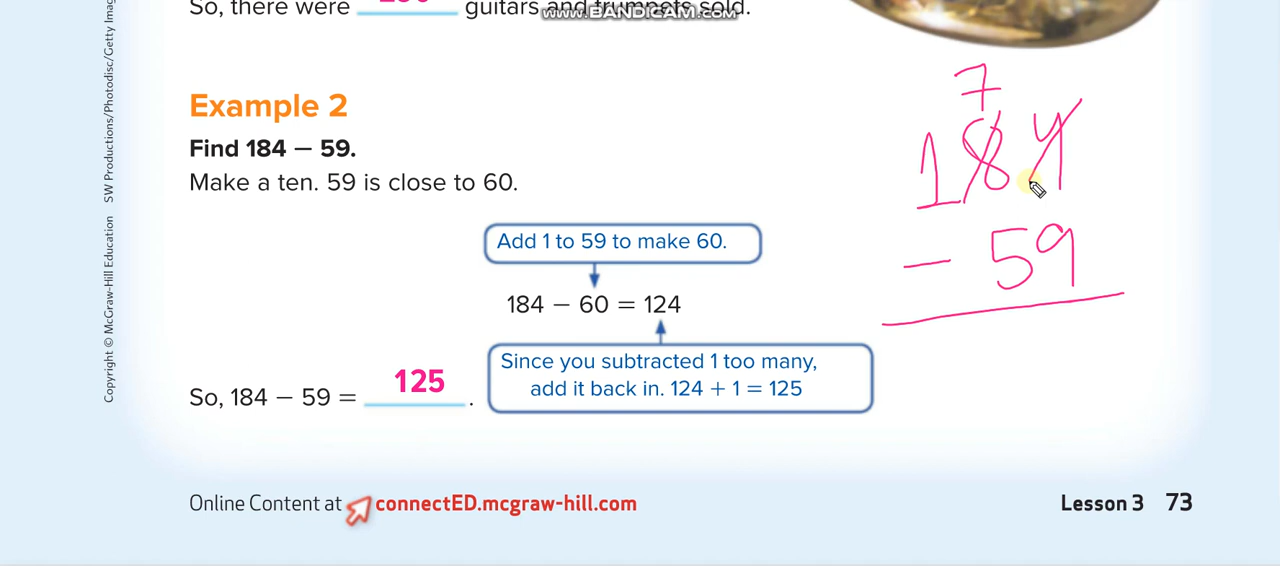 So, there were guitars and trumpets sold.
www.BANDICAM.com
Copyright © McGraw-Hill Education SW Productions/Photodisc/Getty Imag
Example 2
Find 184 − 59.
Make a ten. 59 is close to 60.
Add 1 to 59 to make 60.
184 − 60 = 124
Since you subtracted 1 too many,
add it back in. 124 + 1 = 125
So, 184 − 59 = 125 .
7
184
− 59
Online Content at connectED.mcgraw-hill.com
Lesson 3 73